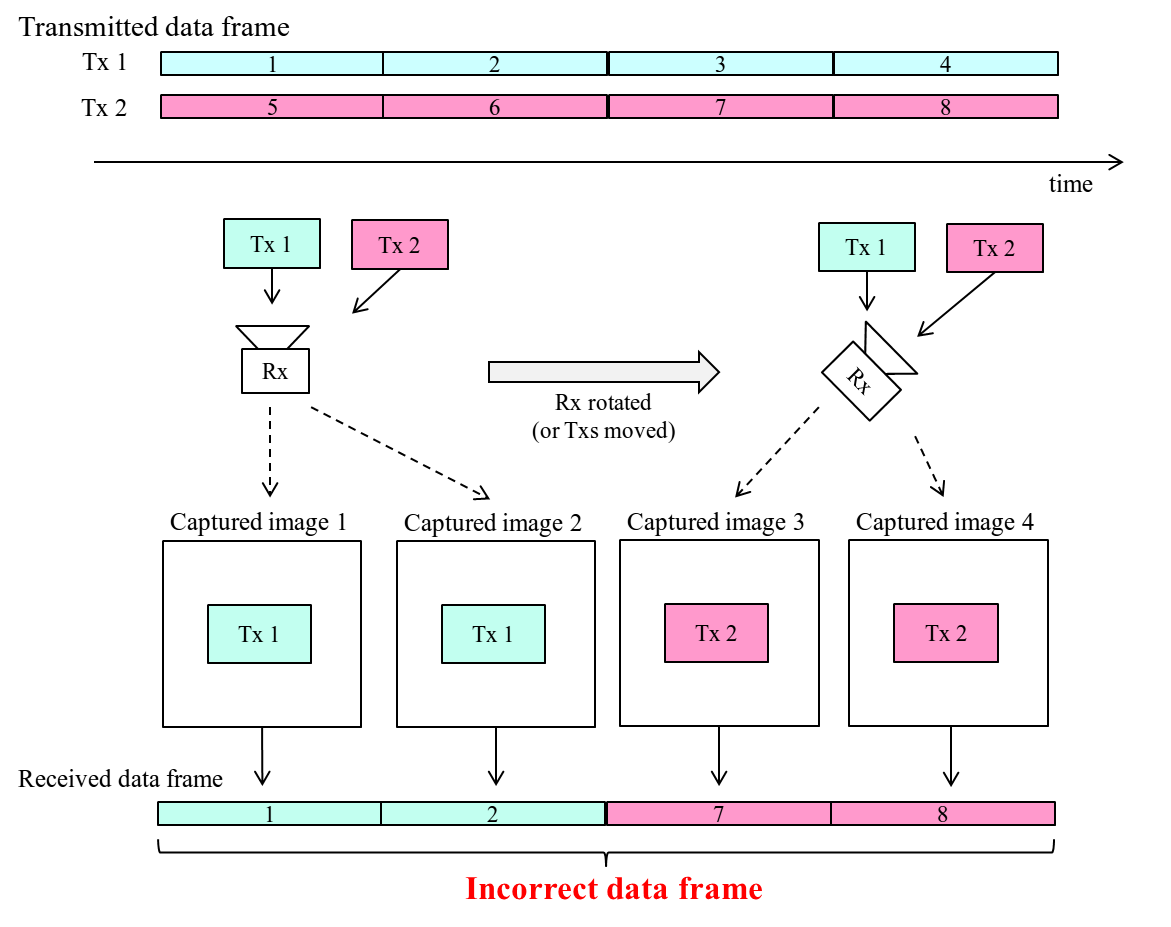 Transmitted data frame
Tx 1
1 2 3 4
Tx 2
5 6 7 8
time
Tx 1 Tx 2
Tx 1 Tx 2
Rx
Rx rotated
(or Txs moved)
Rx
Captured image 1
Captured image 2
Captured image 3
Captured image 4
Tx 1
Tx 1
Tx 2
Tx 2
Received data frame
1 2 7 8
Incorrect data frame